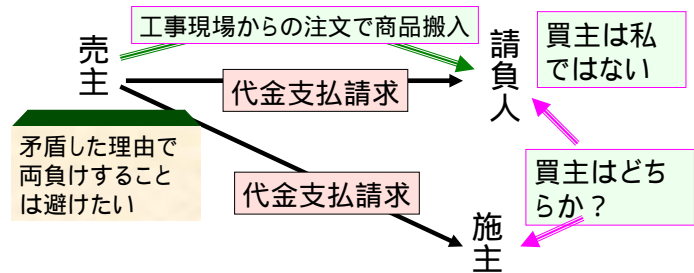 工事現場からの注文で商品搬入
売主
請負人
買主は私
ではない
代金支払請求
矛盾した理由で
両負けすること
は避けたい
代金支払請求
買主はどち
らか？
施主